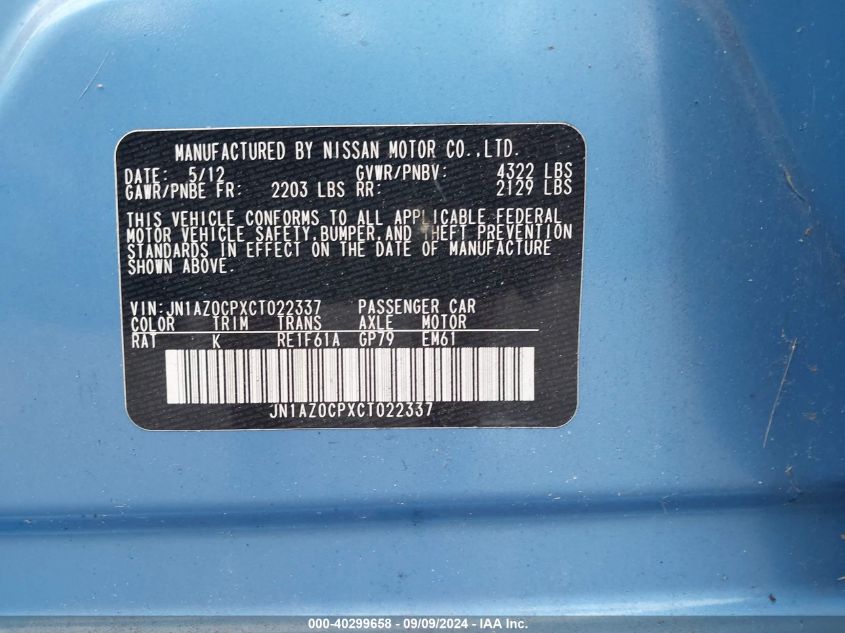 MANUFACTURED BY NISSAN MOTOR CO.,LTD.
DATE: 5/12 GVWR/PNBV: 4322 LBS
GAWR/PNBE FR: 2203 LBS RR: 2129 LBS
THIS VEHICLE CONFORMS TO ALL APPLICABLE FEDERAL
MOTOR VEHICLE SAFETY,BUMPER,AND THEFT PREVENTION
STANDARDS IN EFFECT ON THE DATE OF MANUFACTURE
SHOWN ABOVE.
VIN:JN1AZ0CPXCT022337 PASSENGER CAR
COLOR TRIM TRANS AXLE MOTOR
RAT K RE1F61A GP79 EM61
JN1AZ0CPXCT022337
000-40299658 - 09/09/2024 - IAA Inc.